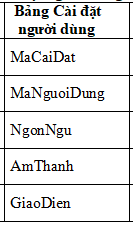 Bảng Cài đặt
người dùng
MaCaiDat
MaNguoiDung
NgonNgu
AmThanh
GiaoDien